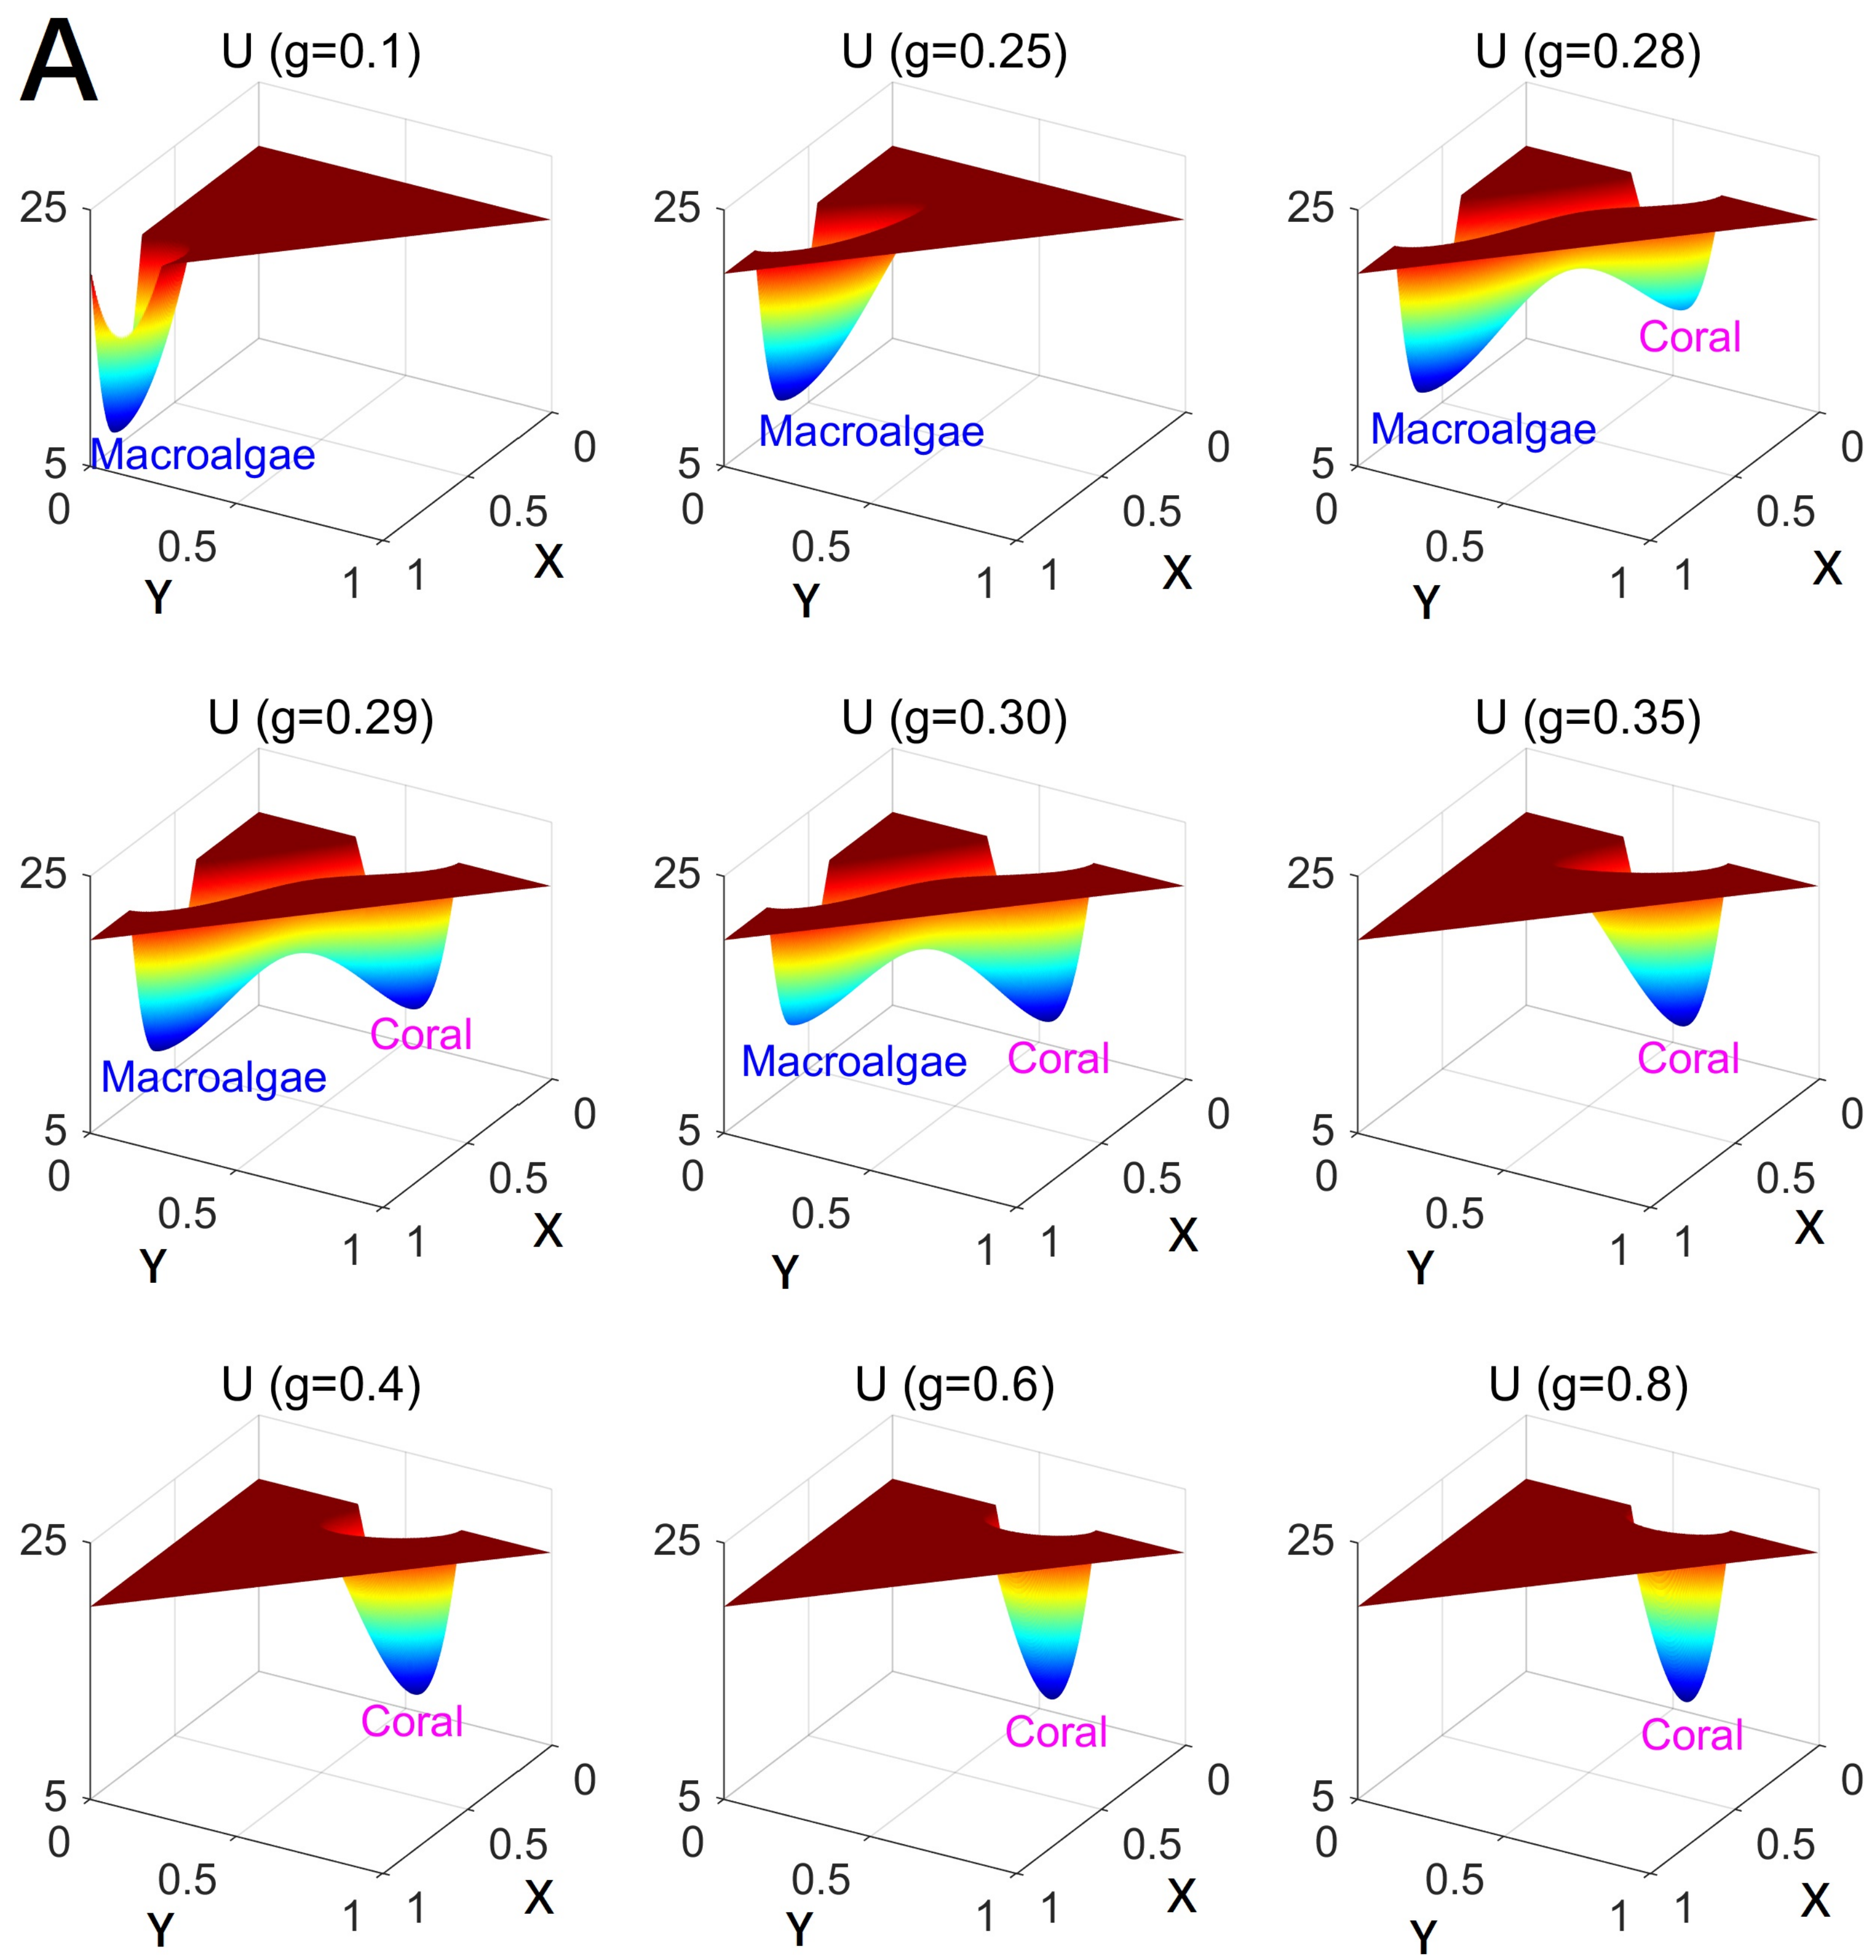 A
U (g=0.1)
U (g=0.25)
U (g=0.28)
25
5
0
0.5
1
1
0.5
0
Y
X
Macroalgae
25
5
0
0.5
1
1
0.5
0
Y
X
Macroalgae
25
5
0
0.5
1
1
0.5
0
Y
X
Macroalgae
Coral
U (g=0.29)
U (g=0.30)
U (g=0.35)
25
5
0
0.5
1
1
0.5
0
Y
X
Macroalgae
Coral
25
5
0
0.5
1
1
0.5
0
Y
X
Macroalgae
Coral
25
5
0
0.5
1
1
0.5
0
Y
X
Coral
U (g=0.4)
U (g=0.6)
U (g=0.8)
25
5
0
0.5
1
1
0.5
0
Y
X
Coral
25
5
0
0.5
1
1
0.5
0
Y
X
Coral
25
5
0
0.5
1
1
0.5
0
Y
X
Coral